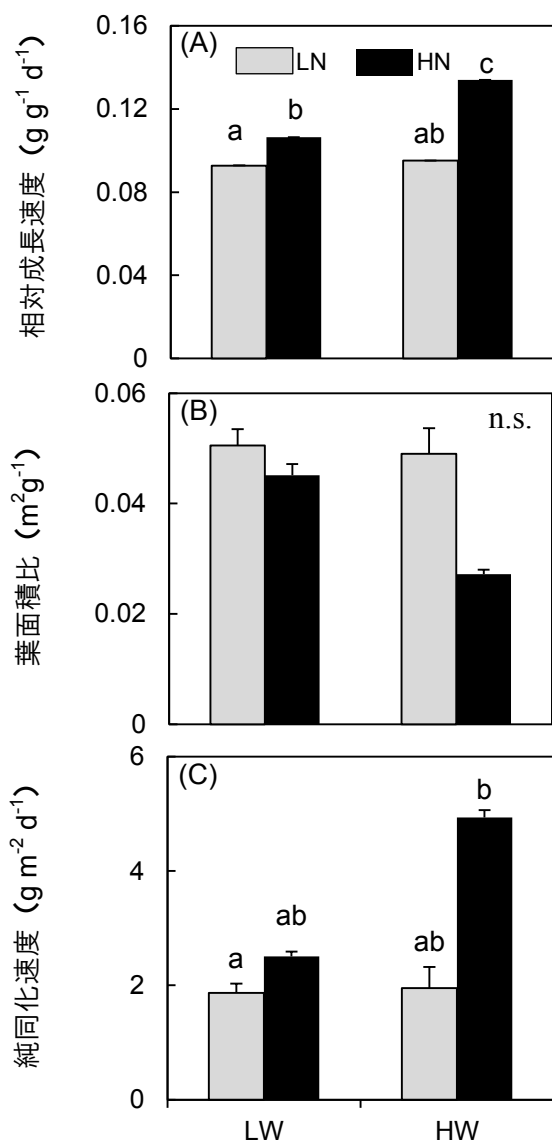 相対成長速度 (g g⁻¹ d⁻¹)
0.16
0.12
0.08
0.04
0
(A)
LN
HN
a
b
ab
c
葉面積比 (m²g⁻¹)
0.06
0.04
0.02
0
(B)
n.s.
純同化速度 (g m⁻² d⁻¹)
6
4
2
0
(C)
a
ab
ab
b
LW
HW